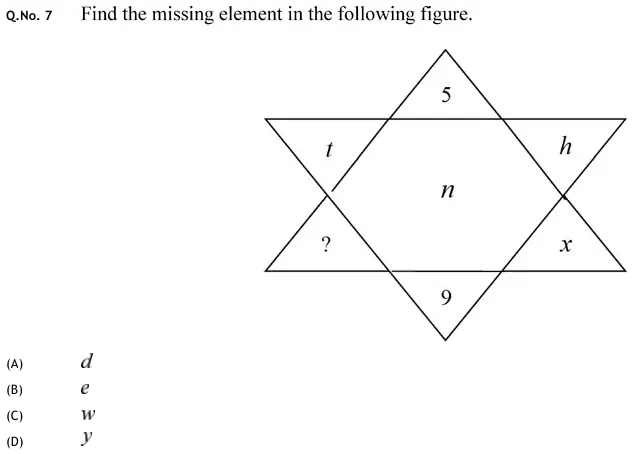 Q.No. 7 Find the missing element in the following figure.
5
t h
n
? x
9
(A) d
(B) e
(C) w
(D) y